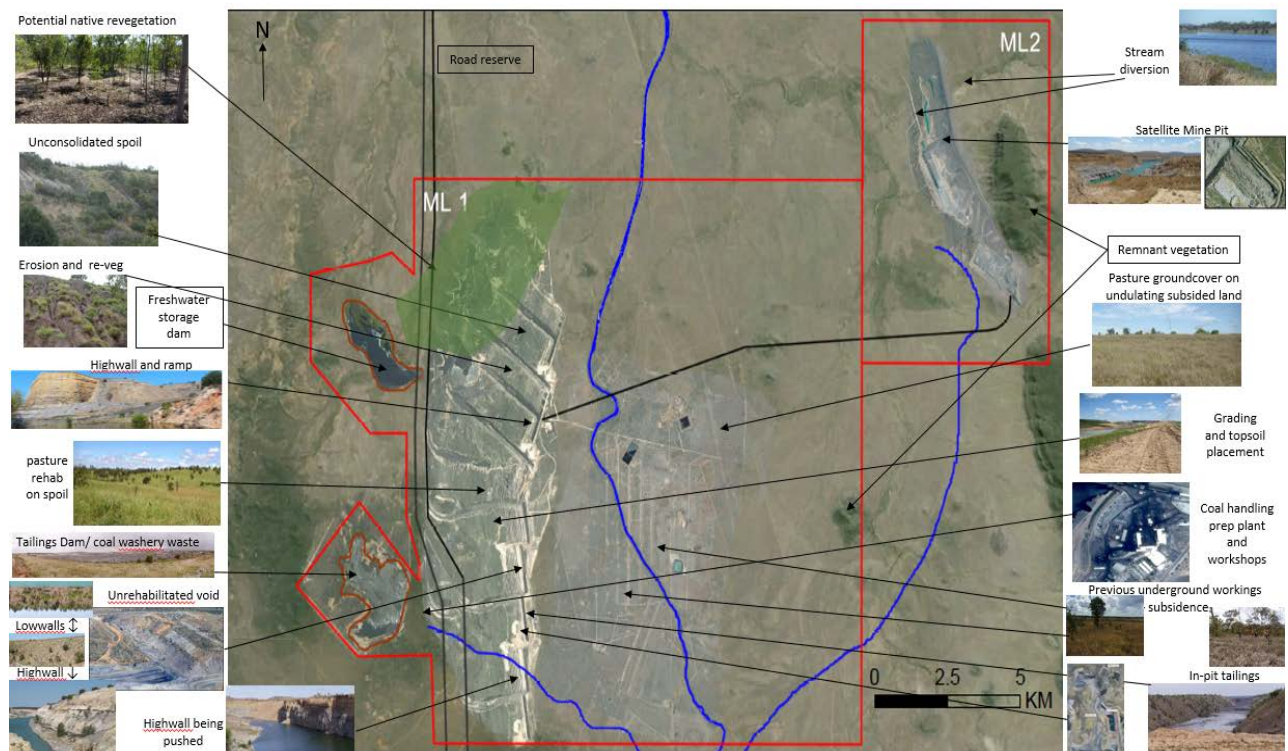 Potential native revegetation
Unconsolidated spoil
Erosion and re-veg
Freshwater
storage
dam
Highwall and ramp
pasture
rehab
on spoil
Tailings Dam/ coal washery waste
Unrehabilitated void
Lowwalls ↕
Highwall ↓
Highwall being
pushed
N
Road reserve
ML 1
ML2
0 2.5 5
KM
Stream
diversion
Satellite Mine Pit
Remnant vegetation
Pasture groundcover on
undulating subsided land
Grading
and topsoil
placement
Coal handling
prep plant
and
workshops
Previous underground workings
subsidence
In-pit tailings